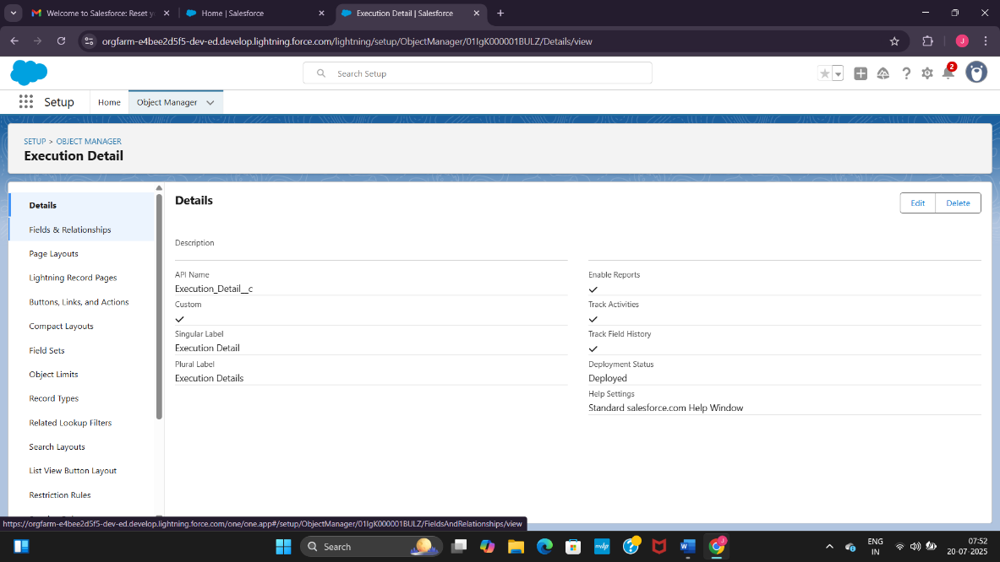 Welcome to Salesforce: Reset y
Home | Salesforce
Execution Detail | Salesforce
orgfarm-e4bee2d5f5-dev-ed.develop.lightning.force.com/lightning/setup/ObjectManager/01IgK000001BULZ/Details/view
J
Search Setup
2
Setup
Home
Object Manager
SETUP > OBJECT MANAGER
Execution Detail
Details
Fields & Relationships
Page Layouts
Lightning Record Pages
Buttons, Links, and Actions
Compact Layouts
Field Sets
Object Limits
Record Types
Related Lookup Filters
Search Layouts
List View Button Layout
Restriction Rules
Details
Edit
Delete
Description
API Name
Execution_Detail__c
Custom
Singular Label
Execution Detail
Plural Label
Execution Details
Enable Reports
Track Activities
Track Field History
Deployment Status
Deployed
Help Settings
Standard salesforce.com Help Window
https://orgfarm-e4bee2d5f5-dev-ed.develop.lightning.force.com/one/one.app#/setup/ObjectManager/01IgK000001BULZ/FieldsAndRelationships/view
Search
ENG
IN
07:52
20-07-2025